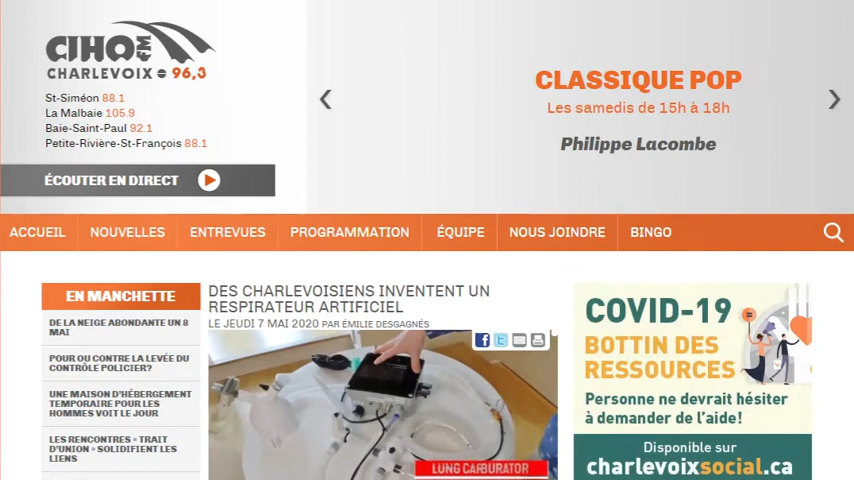 CIHO FM
CHARLEVOIX 96,3
St-Siméon 88.1
La Malbaie 105.9
Baie-Saint-Paul 92.1
Petite-Rivière-St-François 88.1
ÉCOUTER EN DIRECT
CLASSIQUE POP
Les samedis de 15h à 18h
Philippe Lacombe
ACCUEIL NOUVELLES ENTREVUES PROGRAMMATION ÉQUIPE NOUS JOINDRE BINGO
EN MANCHETTE
DE LA NEIGE ABONDANTE UN 8
MAI
POUR OU CONTRE LA LEVÉE DU
CONTRÔLE POLICIER?
UNE MAISON D'HÉBERGEMENT
TEMPORAIRE POUR LES
HOMMES VOIT LE JOUR
LES RENCONTRES « TRAIT
D'UNION » SOLIDIFIENT LES
LIENS
DES CHARLEVOISIENS INVENTENT UN
RESPIRATEUR ARTIFICIEL
LE JEUDI 7 MAI 2020 PAR ÉMILIE DESGAGNÉS
LUNG CARBURATOR
COVID-19
BOTTIN DES
RESSOURCES
Personne ne devrait hésiter
à demander de l'aide!
Disponible sur
charlevoixsocial.ca